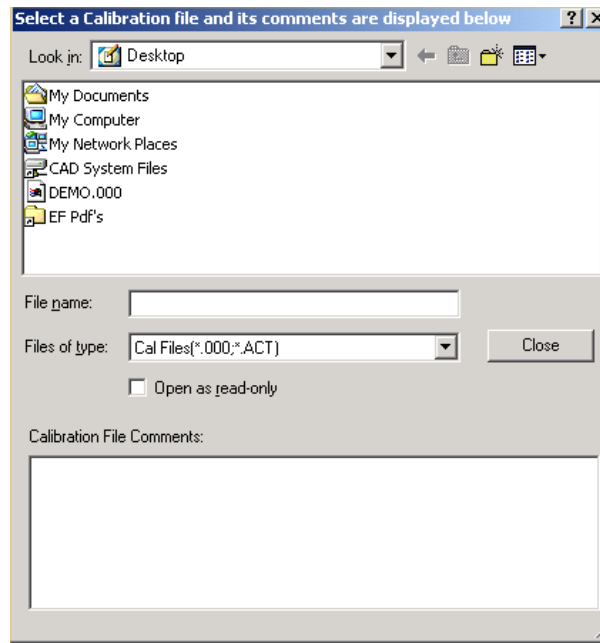 Select a Calibration file and its comments are displayed below
Look in: Desktop
My Documents
My Computer
My Network Places
CAD System Files
DEMO.000
EF Pdf's
File name:
Files of type: Cal Files(*.000;*.ACT) Close
Open as read-only
Calibration File Comments: